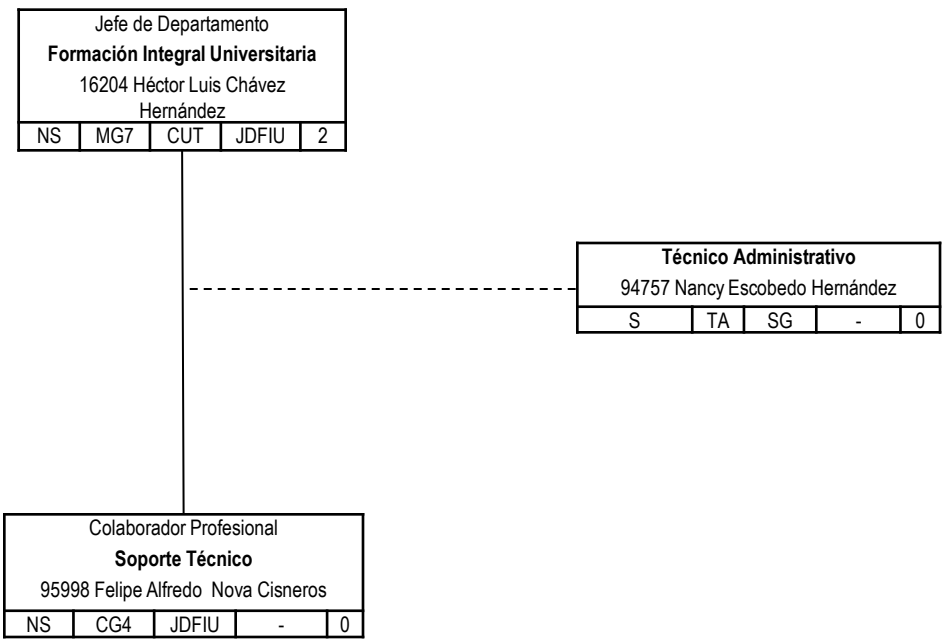 Jefe de Departamento
Formación Integral Universitaria
16204 Héctor Luis Chávez
Hernández
NS MG7 CUT JDFIU 2
Técnico Administrativo
94757 Nancy Escobedo Hernández
S TA SG - 0
Colaborador Profesional
Soporte Técnico
95998 Felipe Alfredo Nova Cisneros
NS CG4 JDFIU - 0